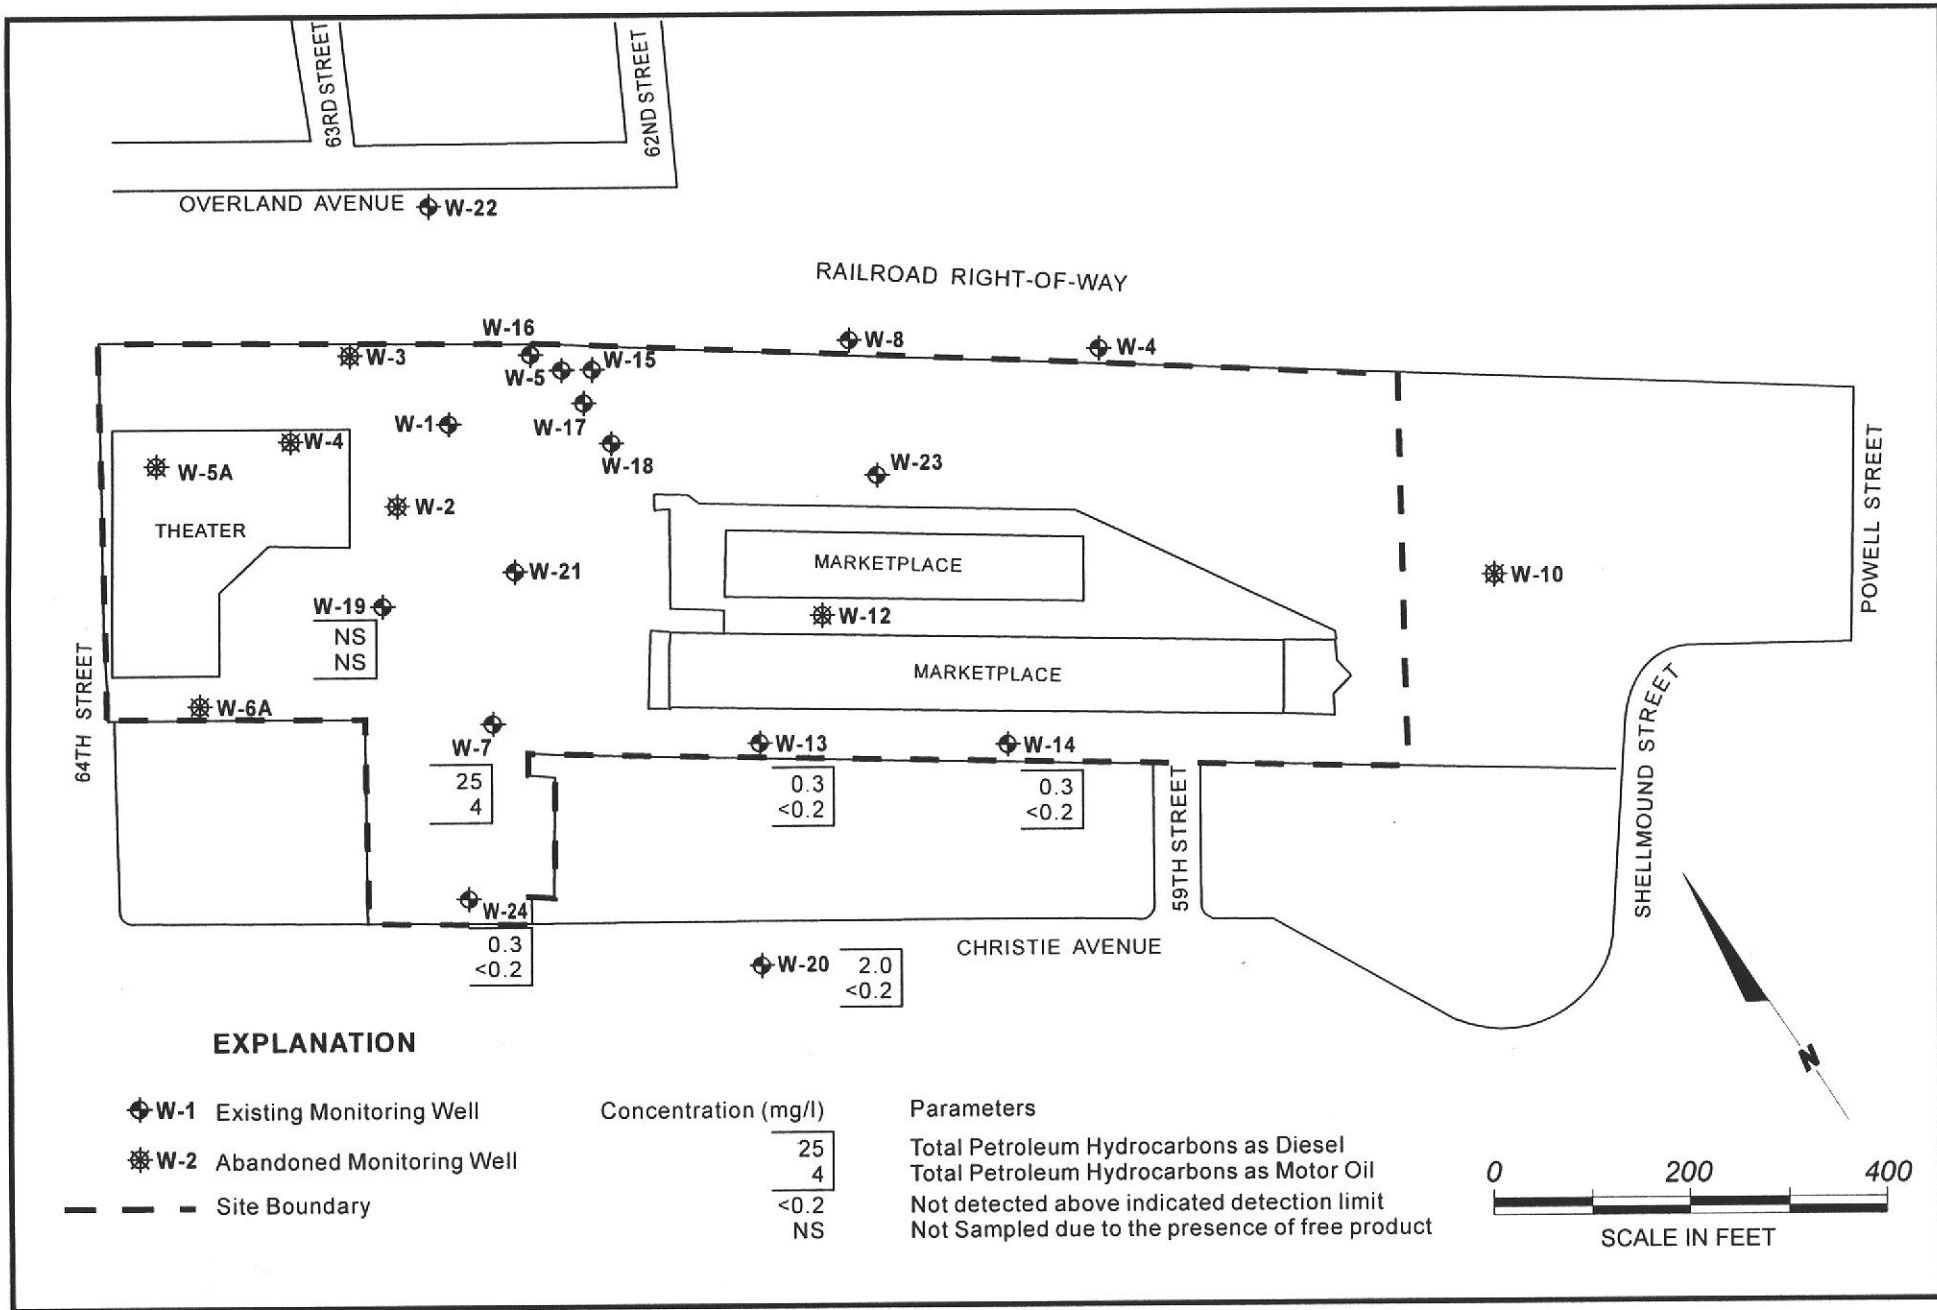 63RD STREET
62ND STREET
OVERLAND AVENUE
W-22
RAILROAD RIGHT-OF-WAY
W-16
W-8
W-4
W-3
W-15
W-5
W-1
W-17
W-4
W-18
W-23
W-5A
W-2
THEATER
MARKETPLACE
W-21
W-10
POWELL STREET
W-19
NS
NS
W-12
MARKETPLACE
64TH STREET
W-6A
W-7
25
4
W-13
0.3
<0.2
W-14
0.3
<0.2
59TH STREET
SHELLMOUND STREET
W-24
0.3
<0.2
W-20
2.0
<0.2
CHRISTIE AVENUE
N
EXPLANATION
W-1 Existing Monitoring Well
W-2 Abandoned Monitoring Well
Site Boundary
Concentration (mg/l) Parameters
25 Total Petroleum Hydrocarbons as Diesel
4 Total Petroleum Hydrocarbons as Motor Oil
<0.2 Not detected above indicated detection limit
NS Not Sampled due to the presence of free product
0 200 400
SCALE IN FEET